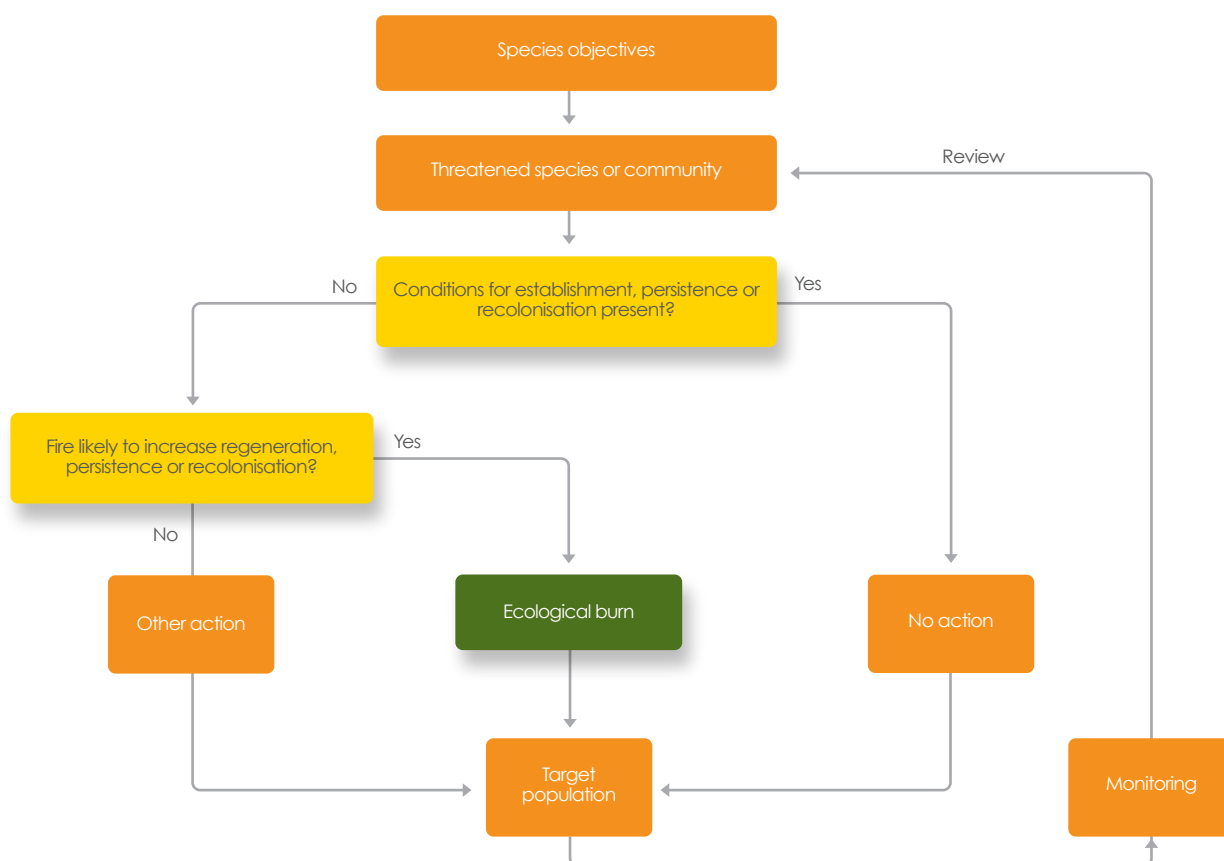 Species objectives
Threatened species or community
Review
No
Conditions for establishment, persistence or
recolonisation present?
Yes
Fire likely to increase regeneration,
persistence or recolonisation?
Yes
No
Other action
Ecological burn
No action
Target
population
Monitoring